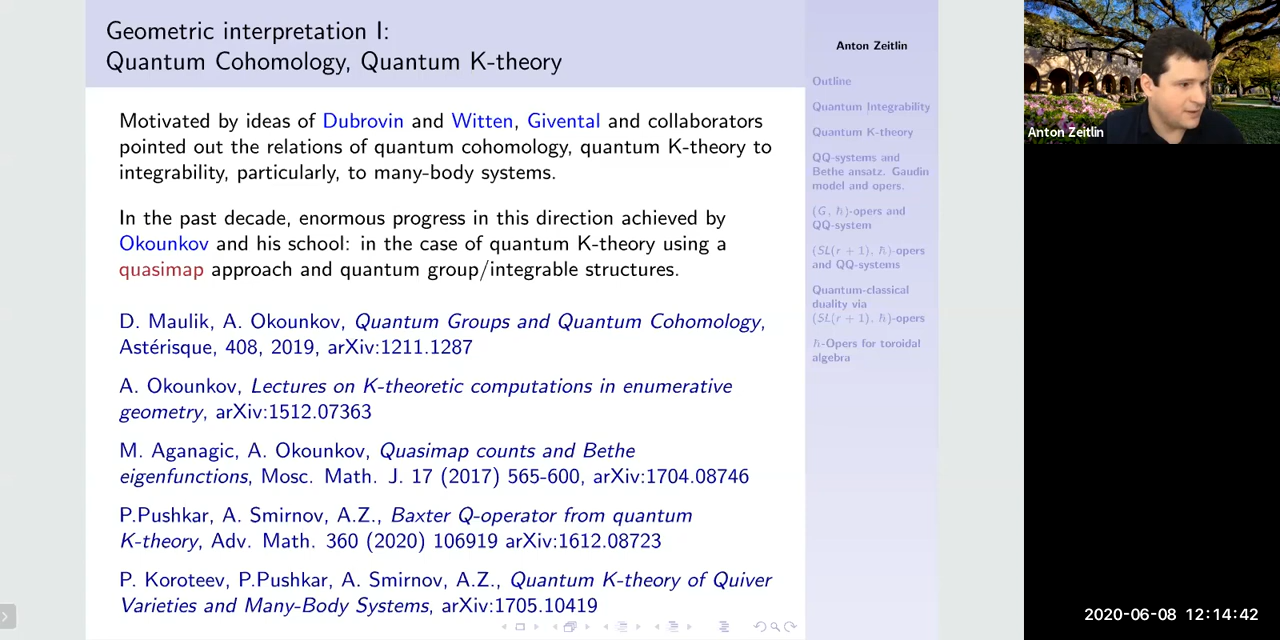 Geometric interpretation I:
Quantum Cohomology, Quantum K-theory
Motivated by ideas of Dubrovin and Witten, Givental and collaborators
pointed out the relations of quantum cohomology, quantum K-theory to
integrability, particularly, to many-body systems.
In the past decade, enormous progress in this direction achieved by
Okounkov and his school: in the case of quantum K-theory using a
quasimap approach and quantum group/integrable structures.
D. Maulik, A. Okounkov, Quantum Groups and Quantum Cohomology,
Astérisque, 408, 2019, arXiv:1211.1287
A. Okounkov, Lectures on K-theoretic computations in enumerative
geometry, arXiv:1512.07363
M. Aganagic, A. Okounkov, Quasimap counts and Bethe
eigenfunctions, Mosc. Math. J. 17 (2017) 565-600, arXiv:1704.08746
P.Pushkar, A. Smirnov, A.Z., Baxter Q-operator from quantum
K-theory, Adv. Math. 360 (2020) 106919 arXiv:1612.08723
P. Koroteev, P.Pushkar, A. Smirnov, A.Z., Quantum K-theory of Quiver
Varieties and Many-Body Systems, arXiv:1705.10419
Anton Zeitlin
Outline
Quantum Integrability
Quantum K-theory
QQ-systems and
Bethe ansatz. Gaudin
model and opers.
(G, ℏ)-opers and
QQ-system
(SL(r + 1), ℏ)-opers
and QQ-systems
Quantum-classical
duality via
(SL(r + 1), ℏ)-opers
ℏ-Opers for toroidal
algebra
Anton Zeitlin
2020-06-08 12:14:42